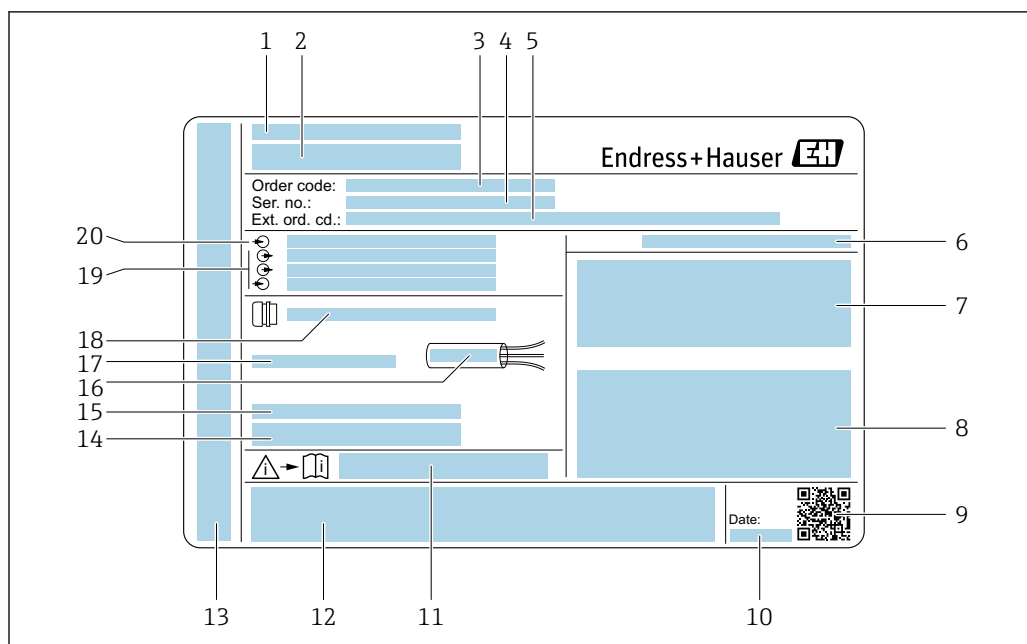 1 2 3 4 5
Endress+Hauser EH
Order code:
Ser. no.:
Ext. ord. cd.:
20
6
19
7
18
17
16
15
14
8
i i
Date:
9
13 12 11 10